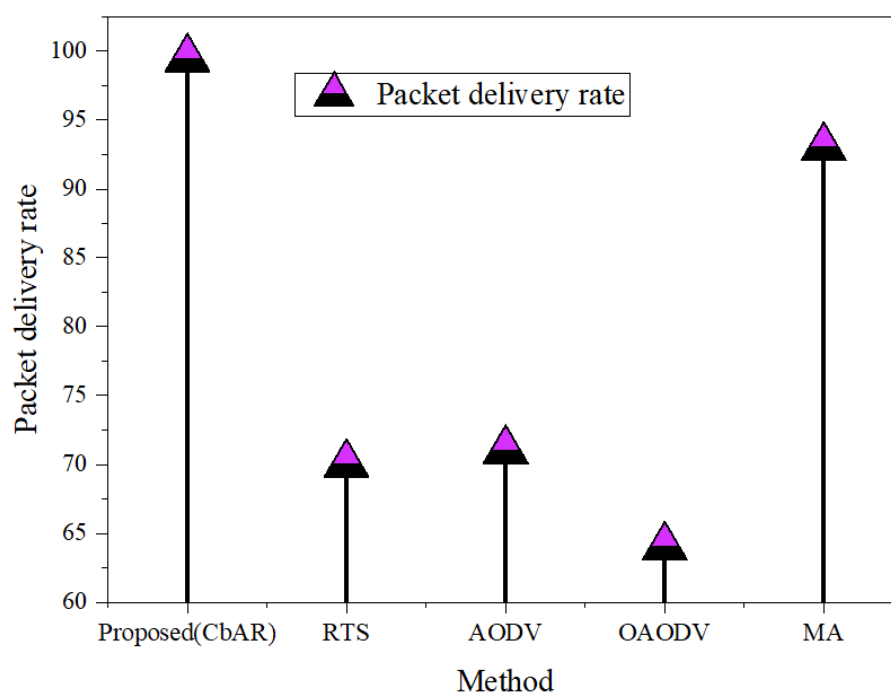 Packet delivery rate
Packet delivery rate
100
95
90
85
80
75
70
65
60
Proposed(CbAR) RTS AODV OAODV MA
Method